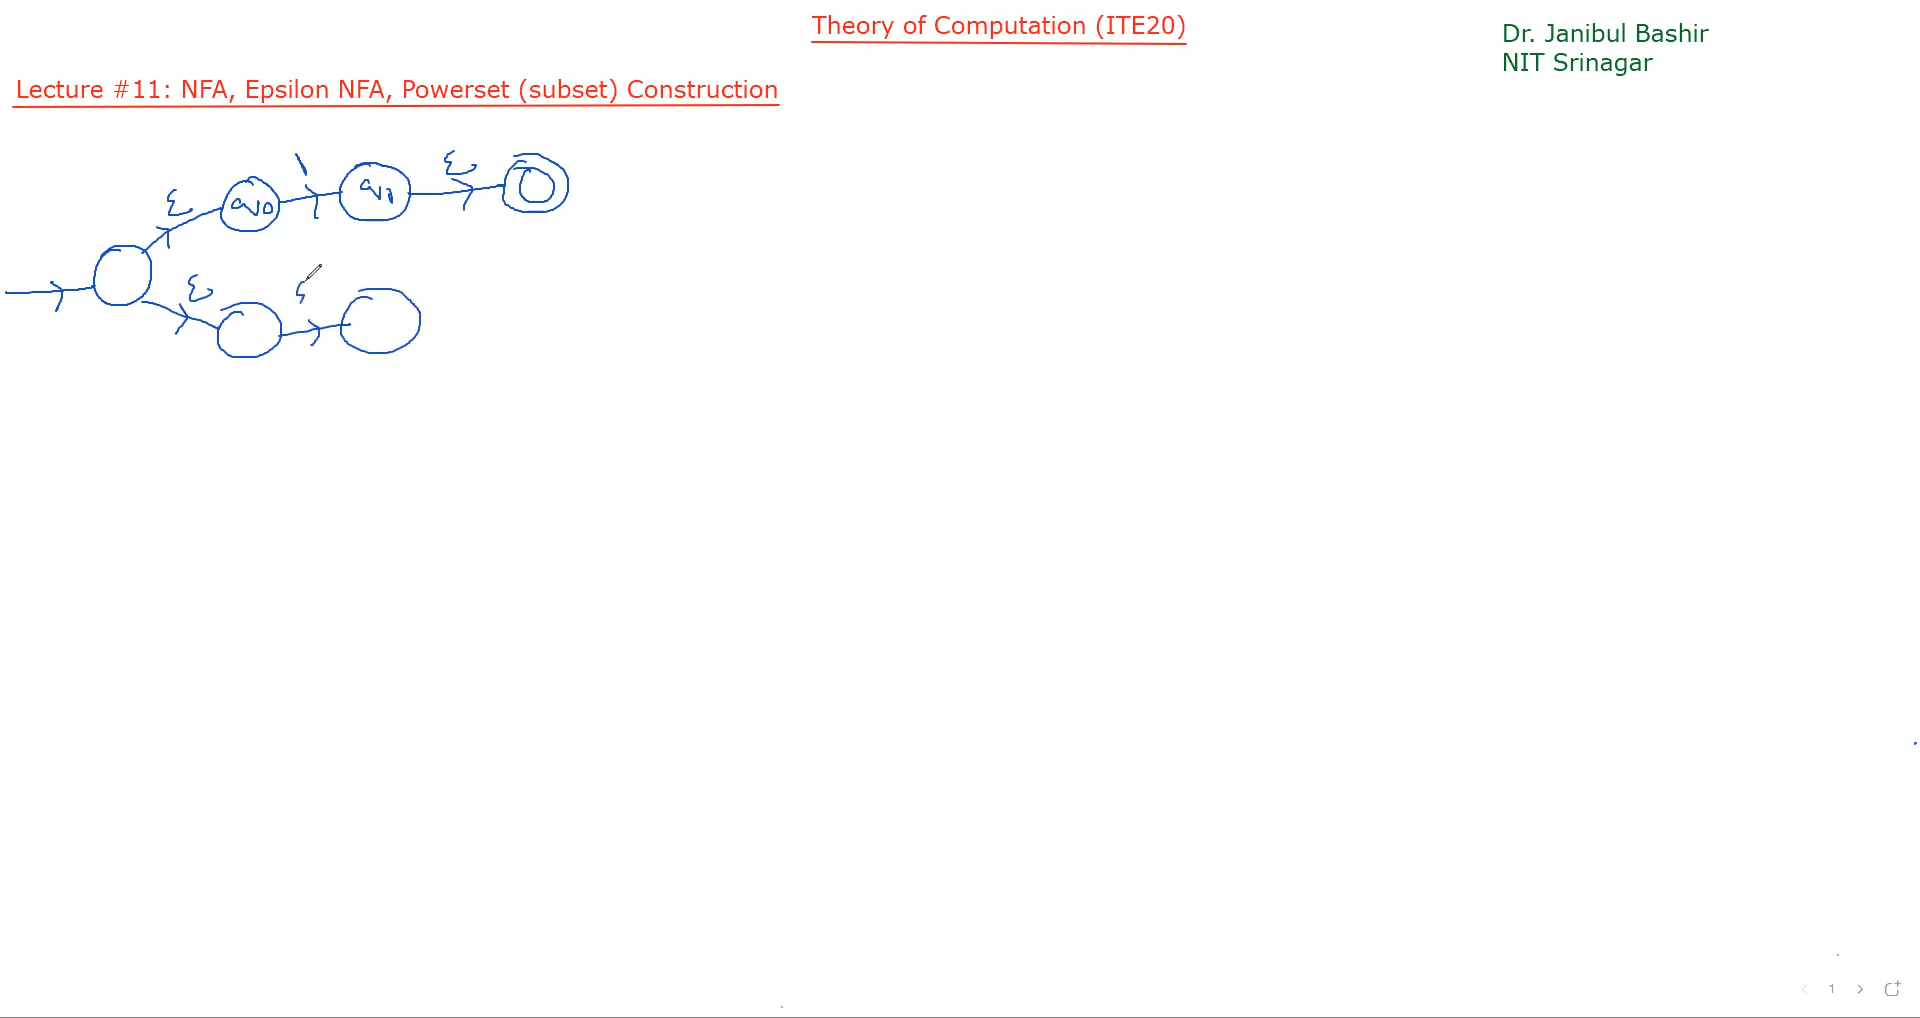 Theory of Computation (ITE20)
Dr. Janibul Bashir
NIT Srinagar
Lecture #11: NFA, Epsilon NFA, Powerset (subset) Construction
ε q0 1 q1 ε
ε
1